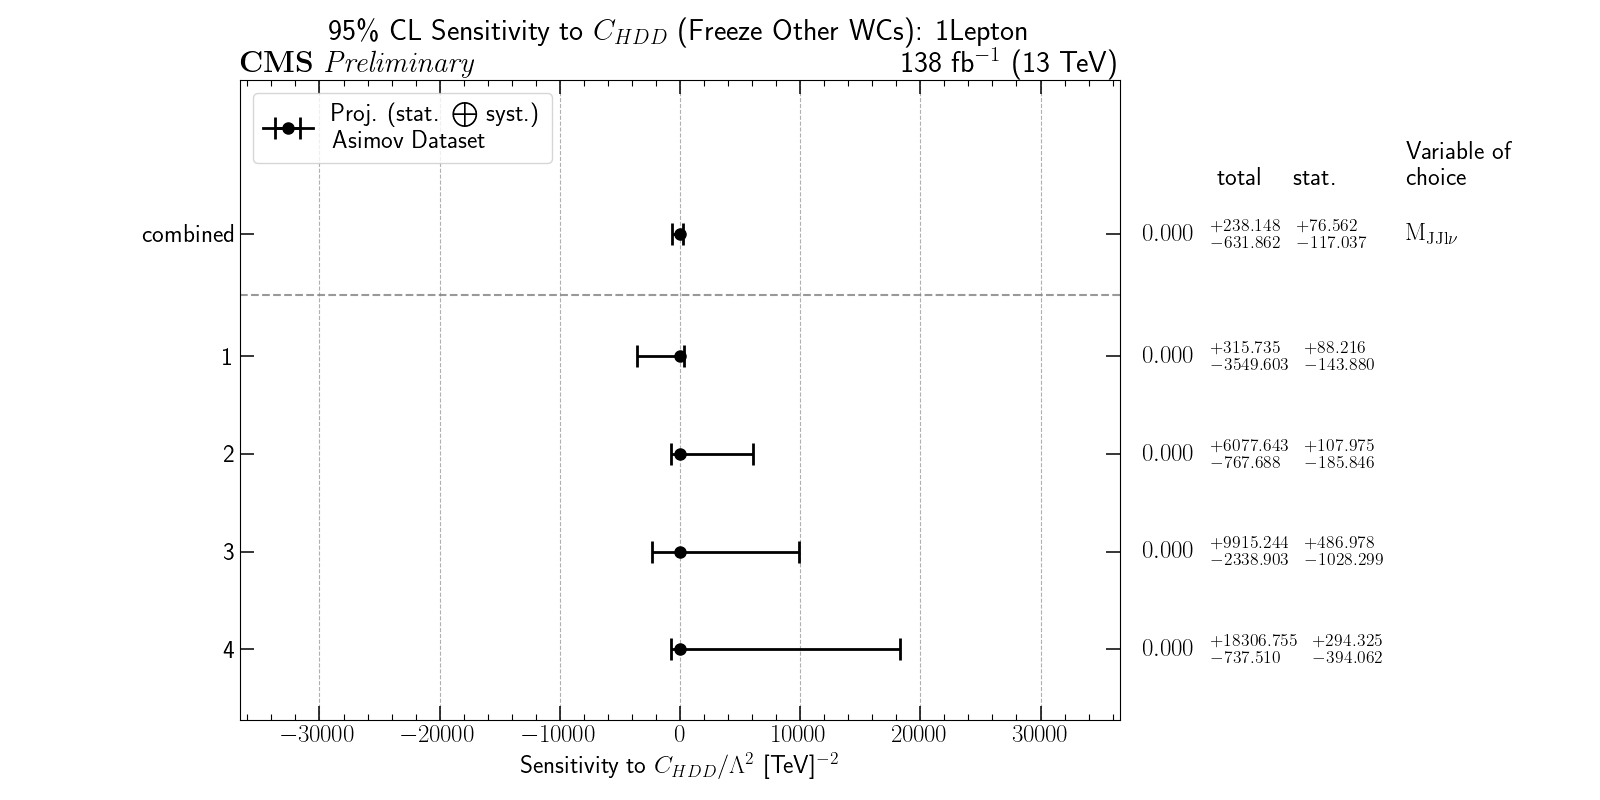 95% CL Sensitivity to C_{HDD} (Freeze Other WCs): 1Lepton
CMS Preliminary 138 fb^{-1} (13 TeV)
Proj. (stat. ⨁ syst.)
Asimov Dataset
Variable of
total stat. choice
combined 0.000 +238.148 −631.862 +76.562 −117.037 M_{JJlν}
1 0.000 +315.735 −3549.603 +88.216 −143.880
2 0.000 +6077.643 −767.688 +107.975 −185.846
3 0.000 +9915.244 −2338.903 +486.978 −1028.299
4 0.000 +18306.755 −737.510 +294.325 −394.062
−30000 −20000 −10000 0 10000 20000 30000
Sensitivity to C_{HDD}/Λ^2 [TeV]^{−2}